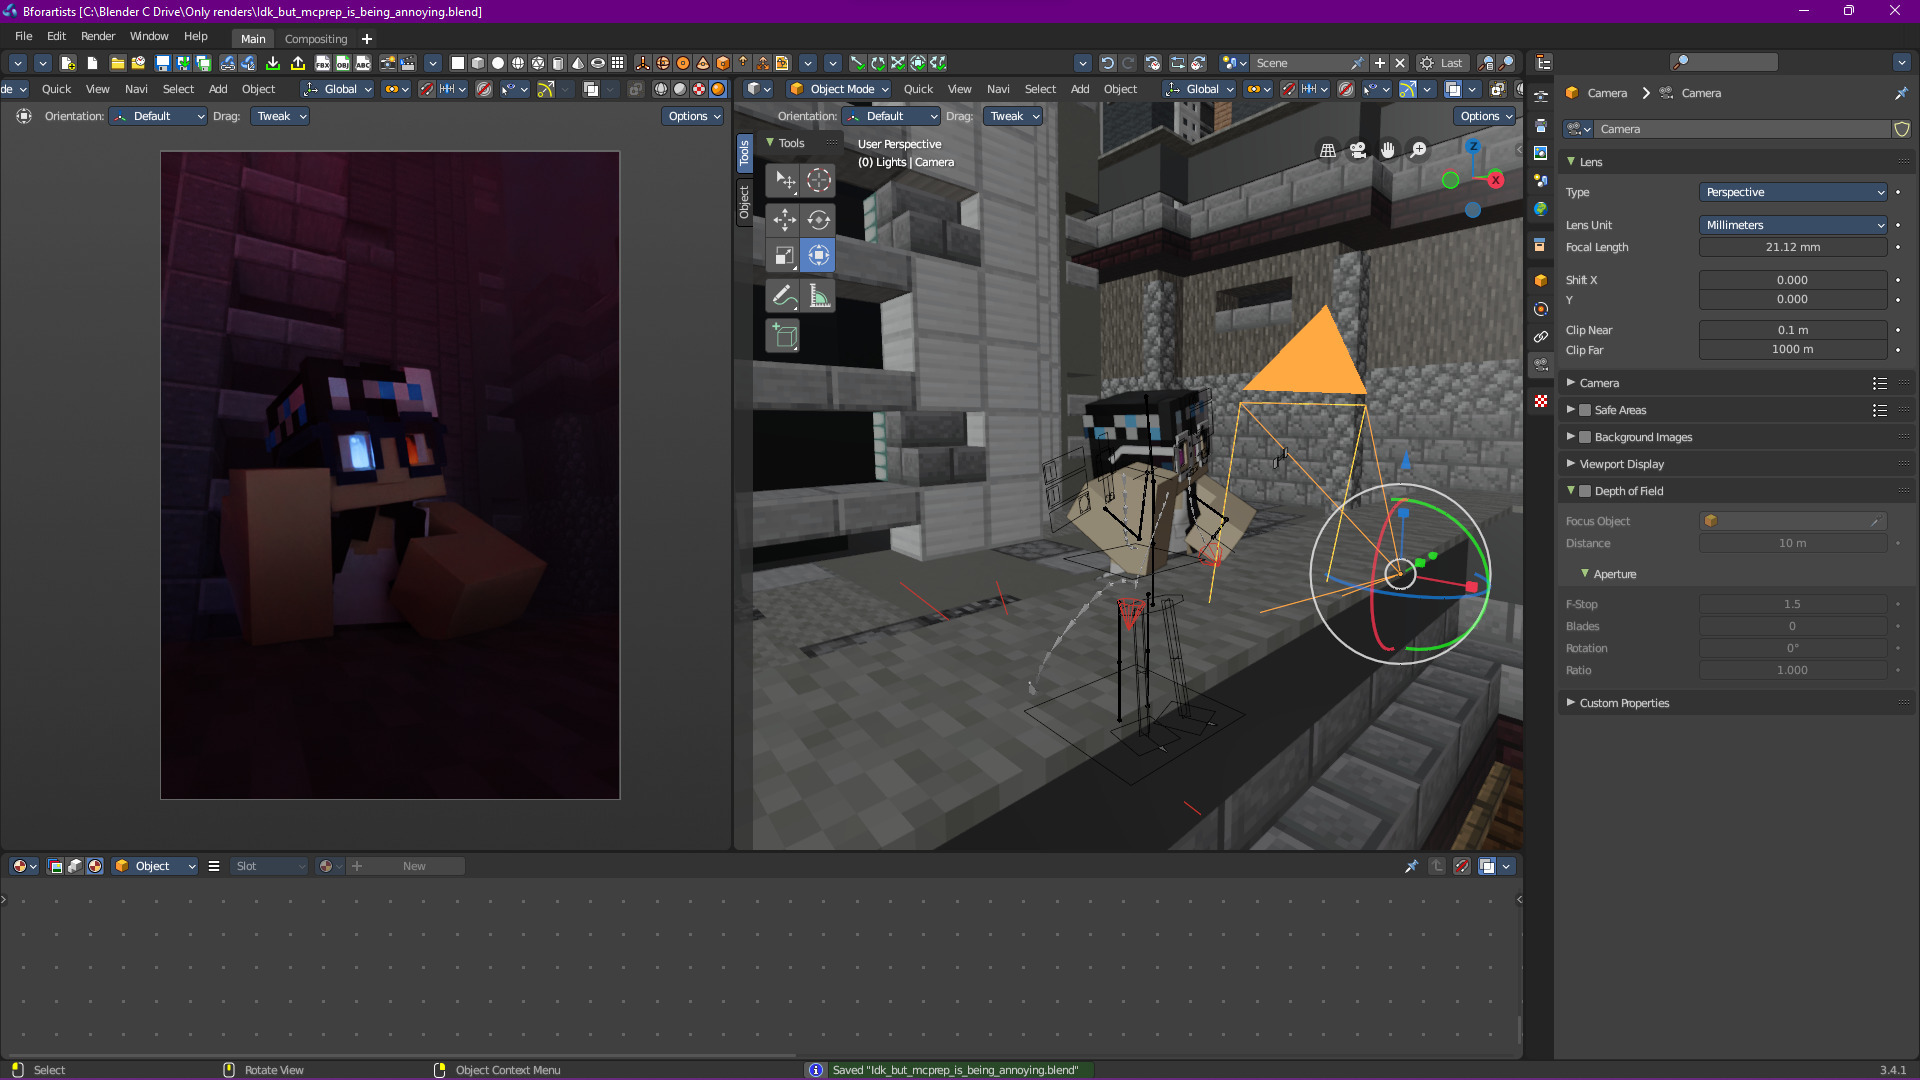 Bforartists [C:\Blender C Drive\Only renders\Idk_but_mcprep_is_being_annoying.blend]
File Edit Render Window Help
Main Compositing
FBX OBJ ABC
Scene Last
de Quick View Navi Select Add Object Global
Object Mode Quick View Navi Select Add Object Global
Orientation: Default Drag: Tweak Options
Orientation: Default Drag: Tweak Options
Tools
Object
Tools
User Perspective
(0) Lights | Camera
Z
X
Camera Camera
Camera
Lens
Type Perspective
Lens Unit Millimeters
Focal Length 21.12 mm
Shift X 0.000
Y 0.000
Clip Near 0.1 m
Clip Far 1000 m
Camera
Safe Areas
Background Images
Viewport Display
Depth of Field
Focus Object
Distance 10 m
Aperture
F-Stop 1.5
Blades 0
Rotation 0°
Ratio 1.000
Custom Properties
Object Slot New
Select Rotate View Object Context Menu Saved "Idk_but_mcprep_is_being_annoying.blend" 3.4.1